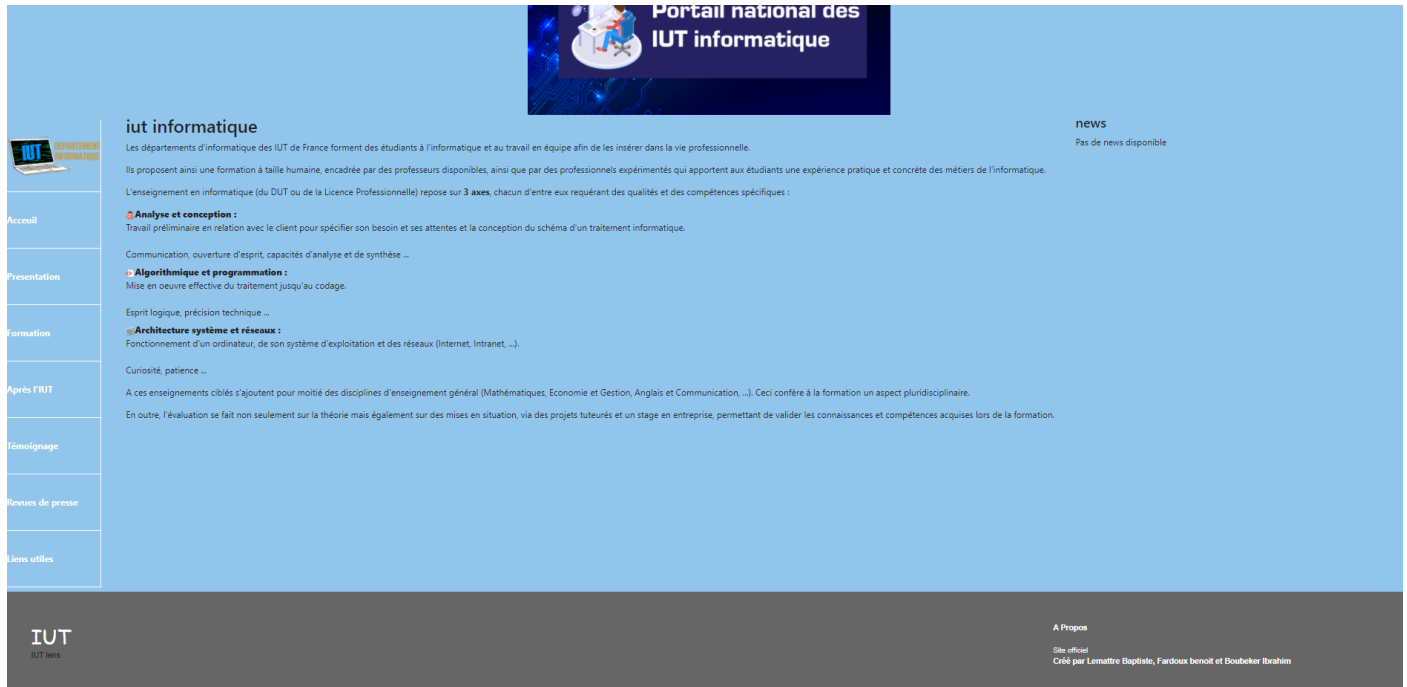 Portail national des
IUT informatique
IUT DEPARTEMENT
INFORMATIQUE
Acceuil
Presentation
Formation
Après l'IUT
Témoignage
Revues de presse
Liens utiles
iut informatique
Les départements d'informatique des IUT de France forment des étudiants à l'informatique et au travail en équipe afin de les insérer dans la vie professionnelle.
Ils proposent ainsi une formation à taille humaine, encadrée par des professeurs disponibles, ainsi que par des professionnels expérimentés qui apportent aux étudiants une expérience pratique et concrète des métiers de l'informatique.
L'enseignement en informatique (du DUT ou de la Licence Professionnelle) repose sur 3 axes, chacun d'entre eux requérant des qualités et des compétences spécifiques :
Analyse et conception :
Travail préliminaire en relation avec le client pour spécifier son besoin et ses attentes et la conception du schéma d'un traitement informatique.
Communication, ouverture d'esprit, capacités d'analyse et de synthèse ...
Algorithmique et programmation :
Mise en oeuvre effective du traitement jusqu'au codage.
Esprit logique, précision technique ...
Architecture système et réseaux :
Fonctionnement d'un ordinateur, de son système d'exploitation et des réseaux (Internet, Intranet, ...).
Curiosité, patience ...
A ces enseignements ciblés s'ajoutent pour moitié des disciplines d'enseignement général (Mathématiques, Economie et Gestion, Anglais et Communication, ...). Ceci confère à la formation un aspect pluridisciplinaire.
En outre, l'évaluation se fait non seulement sur la théorie mais également sur des mises en situation, via des projets tuteurés et un stage en entreprise, permettant de valider les connaissances et compétences acquises lors de la formation.
news
Pas de news disponible
IUT
IUT lens
A Propos
Site officiel
Créé par Lemattre Baptiste, Fardoux benoit et Boubeker Ibrahim